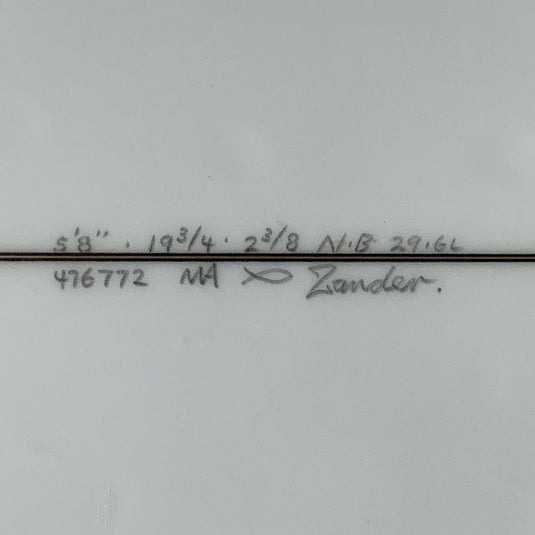 5'8" . 19 3/4 . 2 3/8 N.B 29.6L
476772 MA Zander.